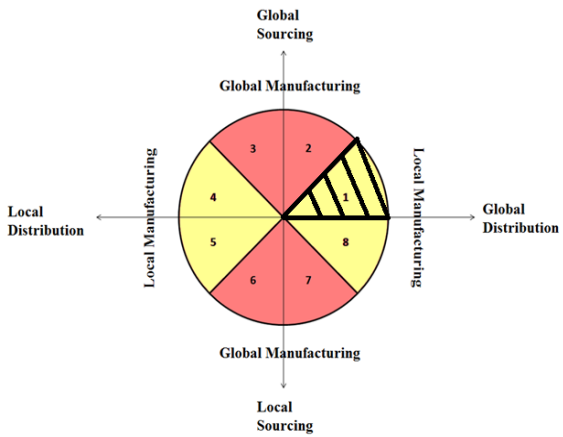 Global
Sourcing
Global Manufacturing
3
2
Local Manufacturing
Local Manufacturing
4
1
Local
Distribution
Global
Distribution
5
8
6
7
Global Manufacturing
Local
Sourcing